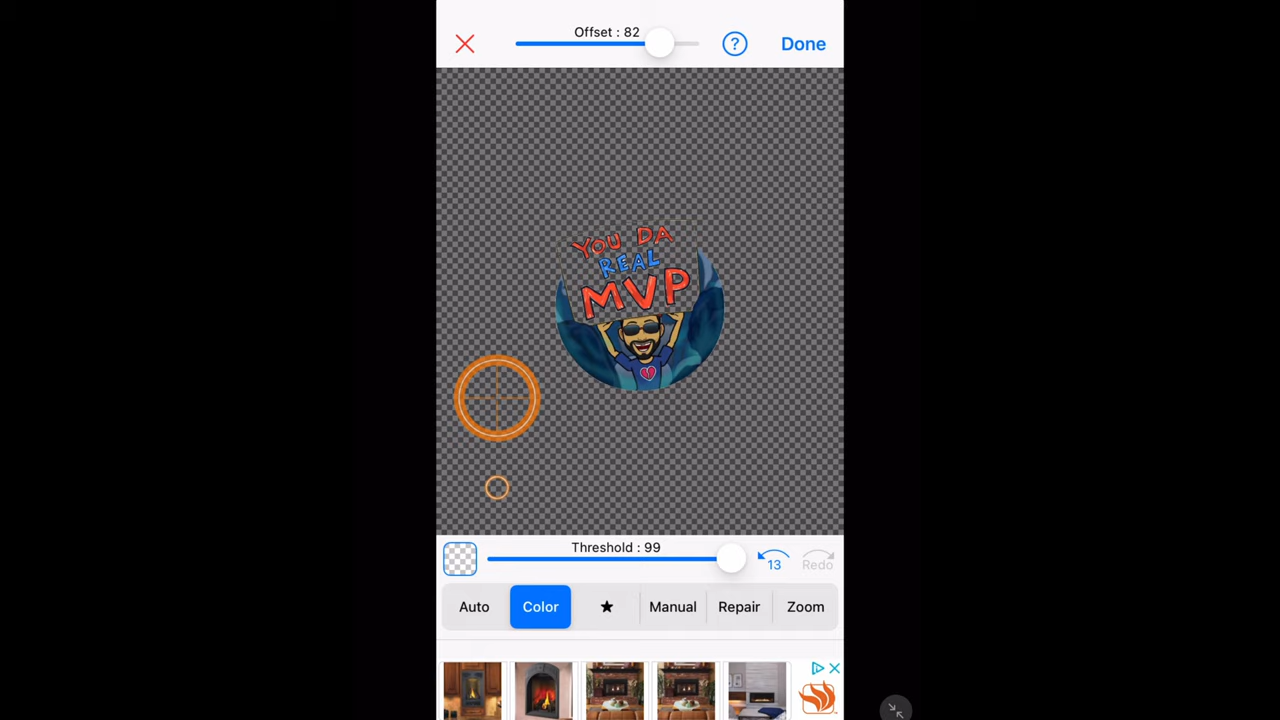 Offset : 82
Done
YOU DA
REAL
MVP
Threshold : 99
13
Redo
Auto
Color
Manual
Repair
Zoom